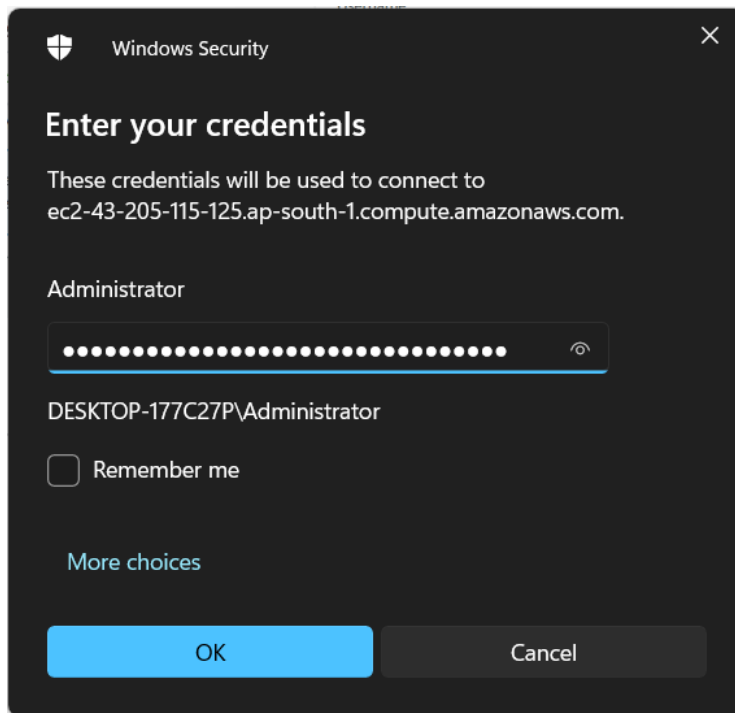 Windows Security
Enter your credentials
These credentials will be used to connect to
ec2-43-205-115-125.ap-south-1.compute.amazonaws.com.
Administrator
DESKTOP-177C27P\Administrator
Remember me
More choices
OK
Cancel